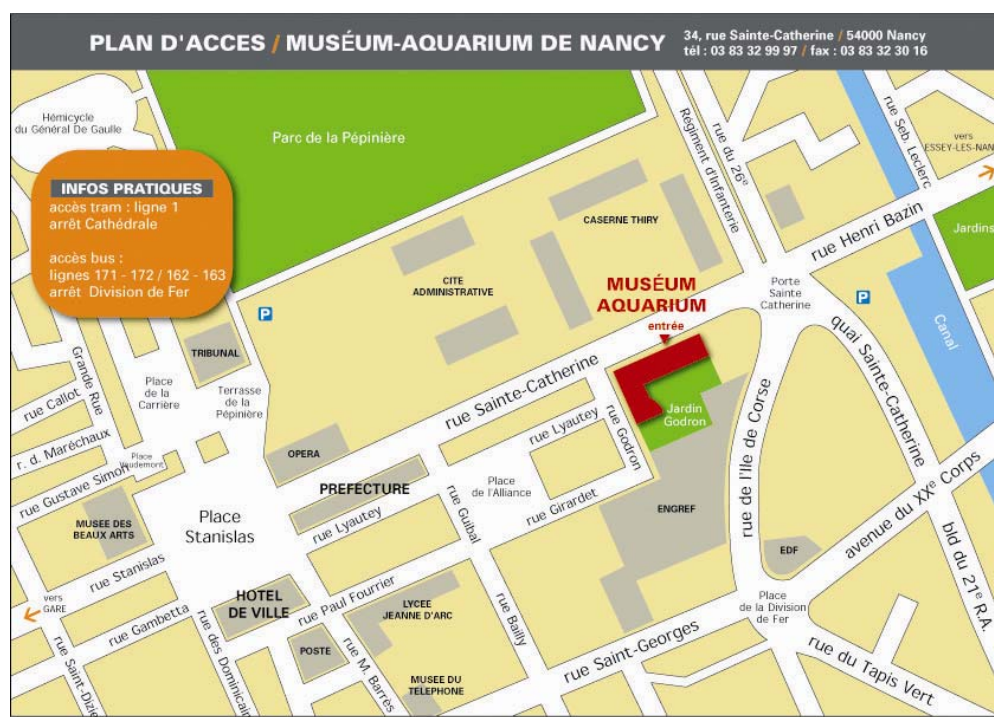 PLAN D'ACCES / MUSÉUM-AQUARIUM DE NANCY
34, rue Sainte-Catherine / 54000 Nancy
tél : 03 83 32 99 97 / fax : 03 83 32 30 16
Hémicycle
du Général De Gaulle
Parc de la Pépinière
INFOS PRATIQUES
accès tram : ligne 1
arrêt Cathédrale
accès bus :
lignes 171 - 172 / 162 - 163
arrêt Division de Fer
Régiment d'Infanterie
rue du 26e
rue Seb. Leclerc
vers
ESSEY-LES-NAN
rue Henri Bazin
Jardins
CASERNE THIRY
CITE
ADMINISTRATIVE
MUSÉUM
AQUARIUM
entrée
Porte
Sainte
Catherine
P
P
Canal
quai Sainte-Catherine
TRIBUNAL
Grande Rue
Place
de la
Carrière
Terrasse
de la
Pépinière
rue Callot
r. d. Maréchaux
rue Gustave Simon
Place
Vaudemont
rue Sainte-Catherine
rue Lyautey
rue Godron
Jardin
Godron
rue de l'Ile de Corse
OPERA
PREFECTURE
Place
de l'Alliance
rue Girardet
rue Guibal
rue Lyautey
ENGREF
MUSEE DES
BEAUX ARTS
Place
Stanislas
rue Stanislas
vers
GARE
rue Gambetta
HOTEL
DE VILLE
rue Paul Fourrier
LYCEE
JEANNE D'ARC
rue Bailly
EDF
avenue du XXe Corps
bld du 21e R.A.
Place
de la Division
de Fer
rue Saint-Georges
rue du Tapis Vert
POSTE
rue M. Barrès
MUSEE DU
TELEPHONE
rue des Dominicain
rue Saint-Dizie